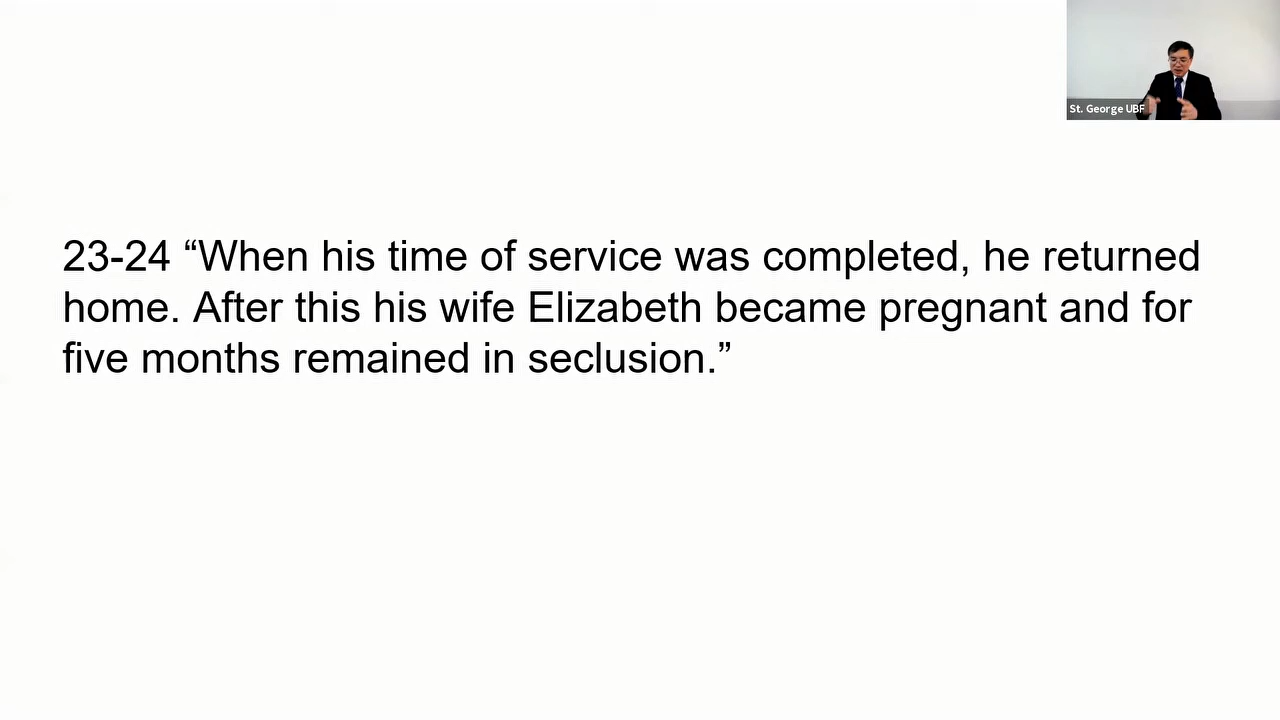 St. George UBF
23-24 “When his time of service was completed, he returned
home. After this his wife Elizabeth became pregnant and for
five months remained in seclusion.”